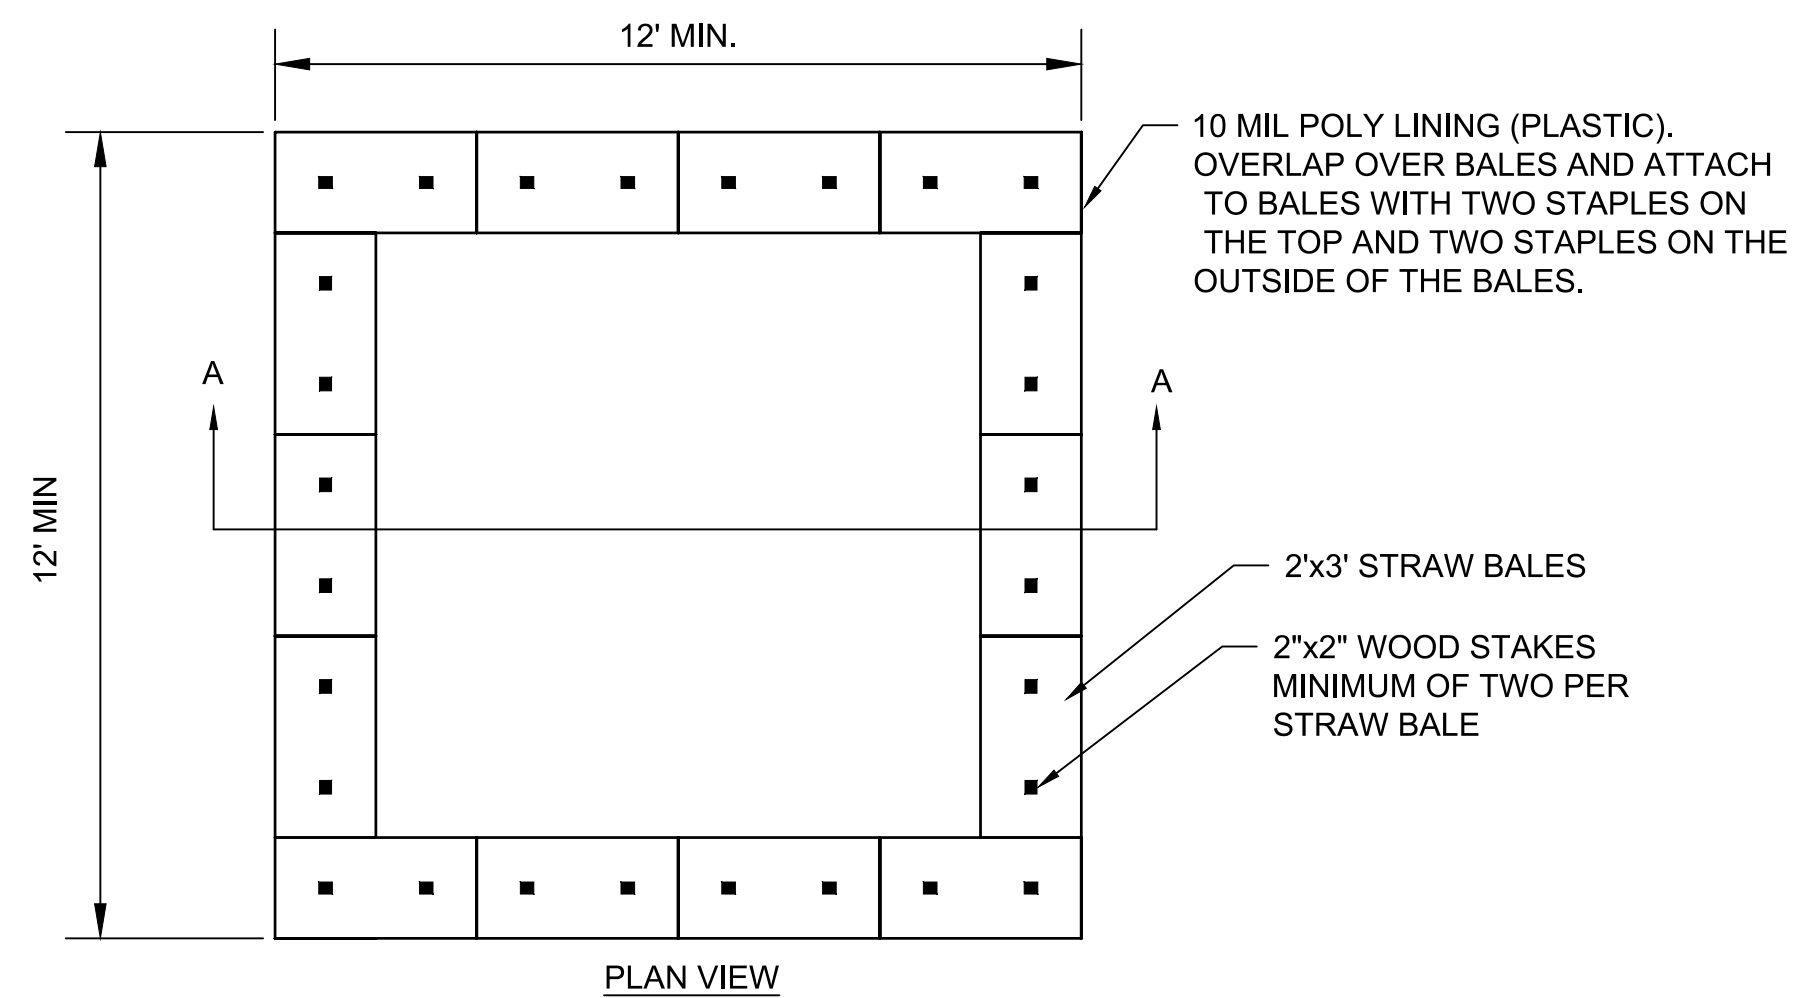 12' MIN.
10 MIL POLY LINING (PLASTIC).
OVERLAP OVER BALES AND ATTACH
TO BALES WITH TWO STAPLES ON
THE TOP AND TWO STAPLES ON THE
OUTSIDE OF THE BALES.
A
A
12' MIN
2'x3' STRAW BALES
2"x2" WOOD STAKES
MINIMUM OF TWO PER
STRAW BALE
PLAN VIEW